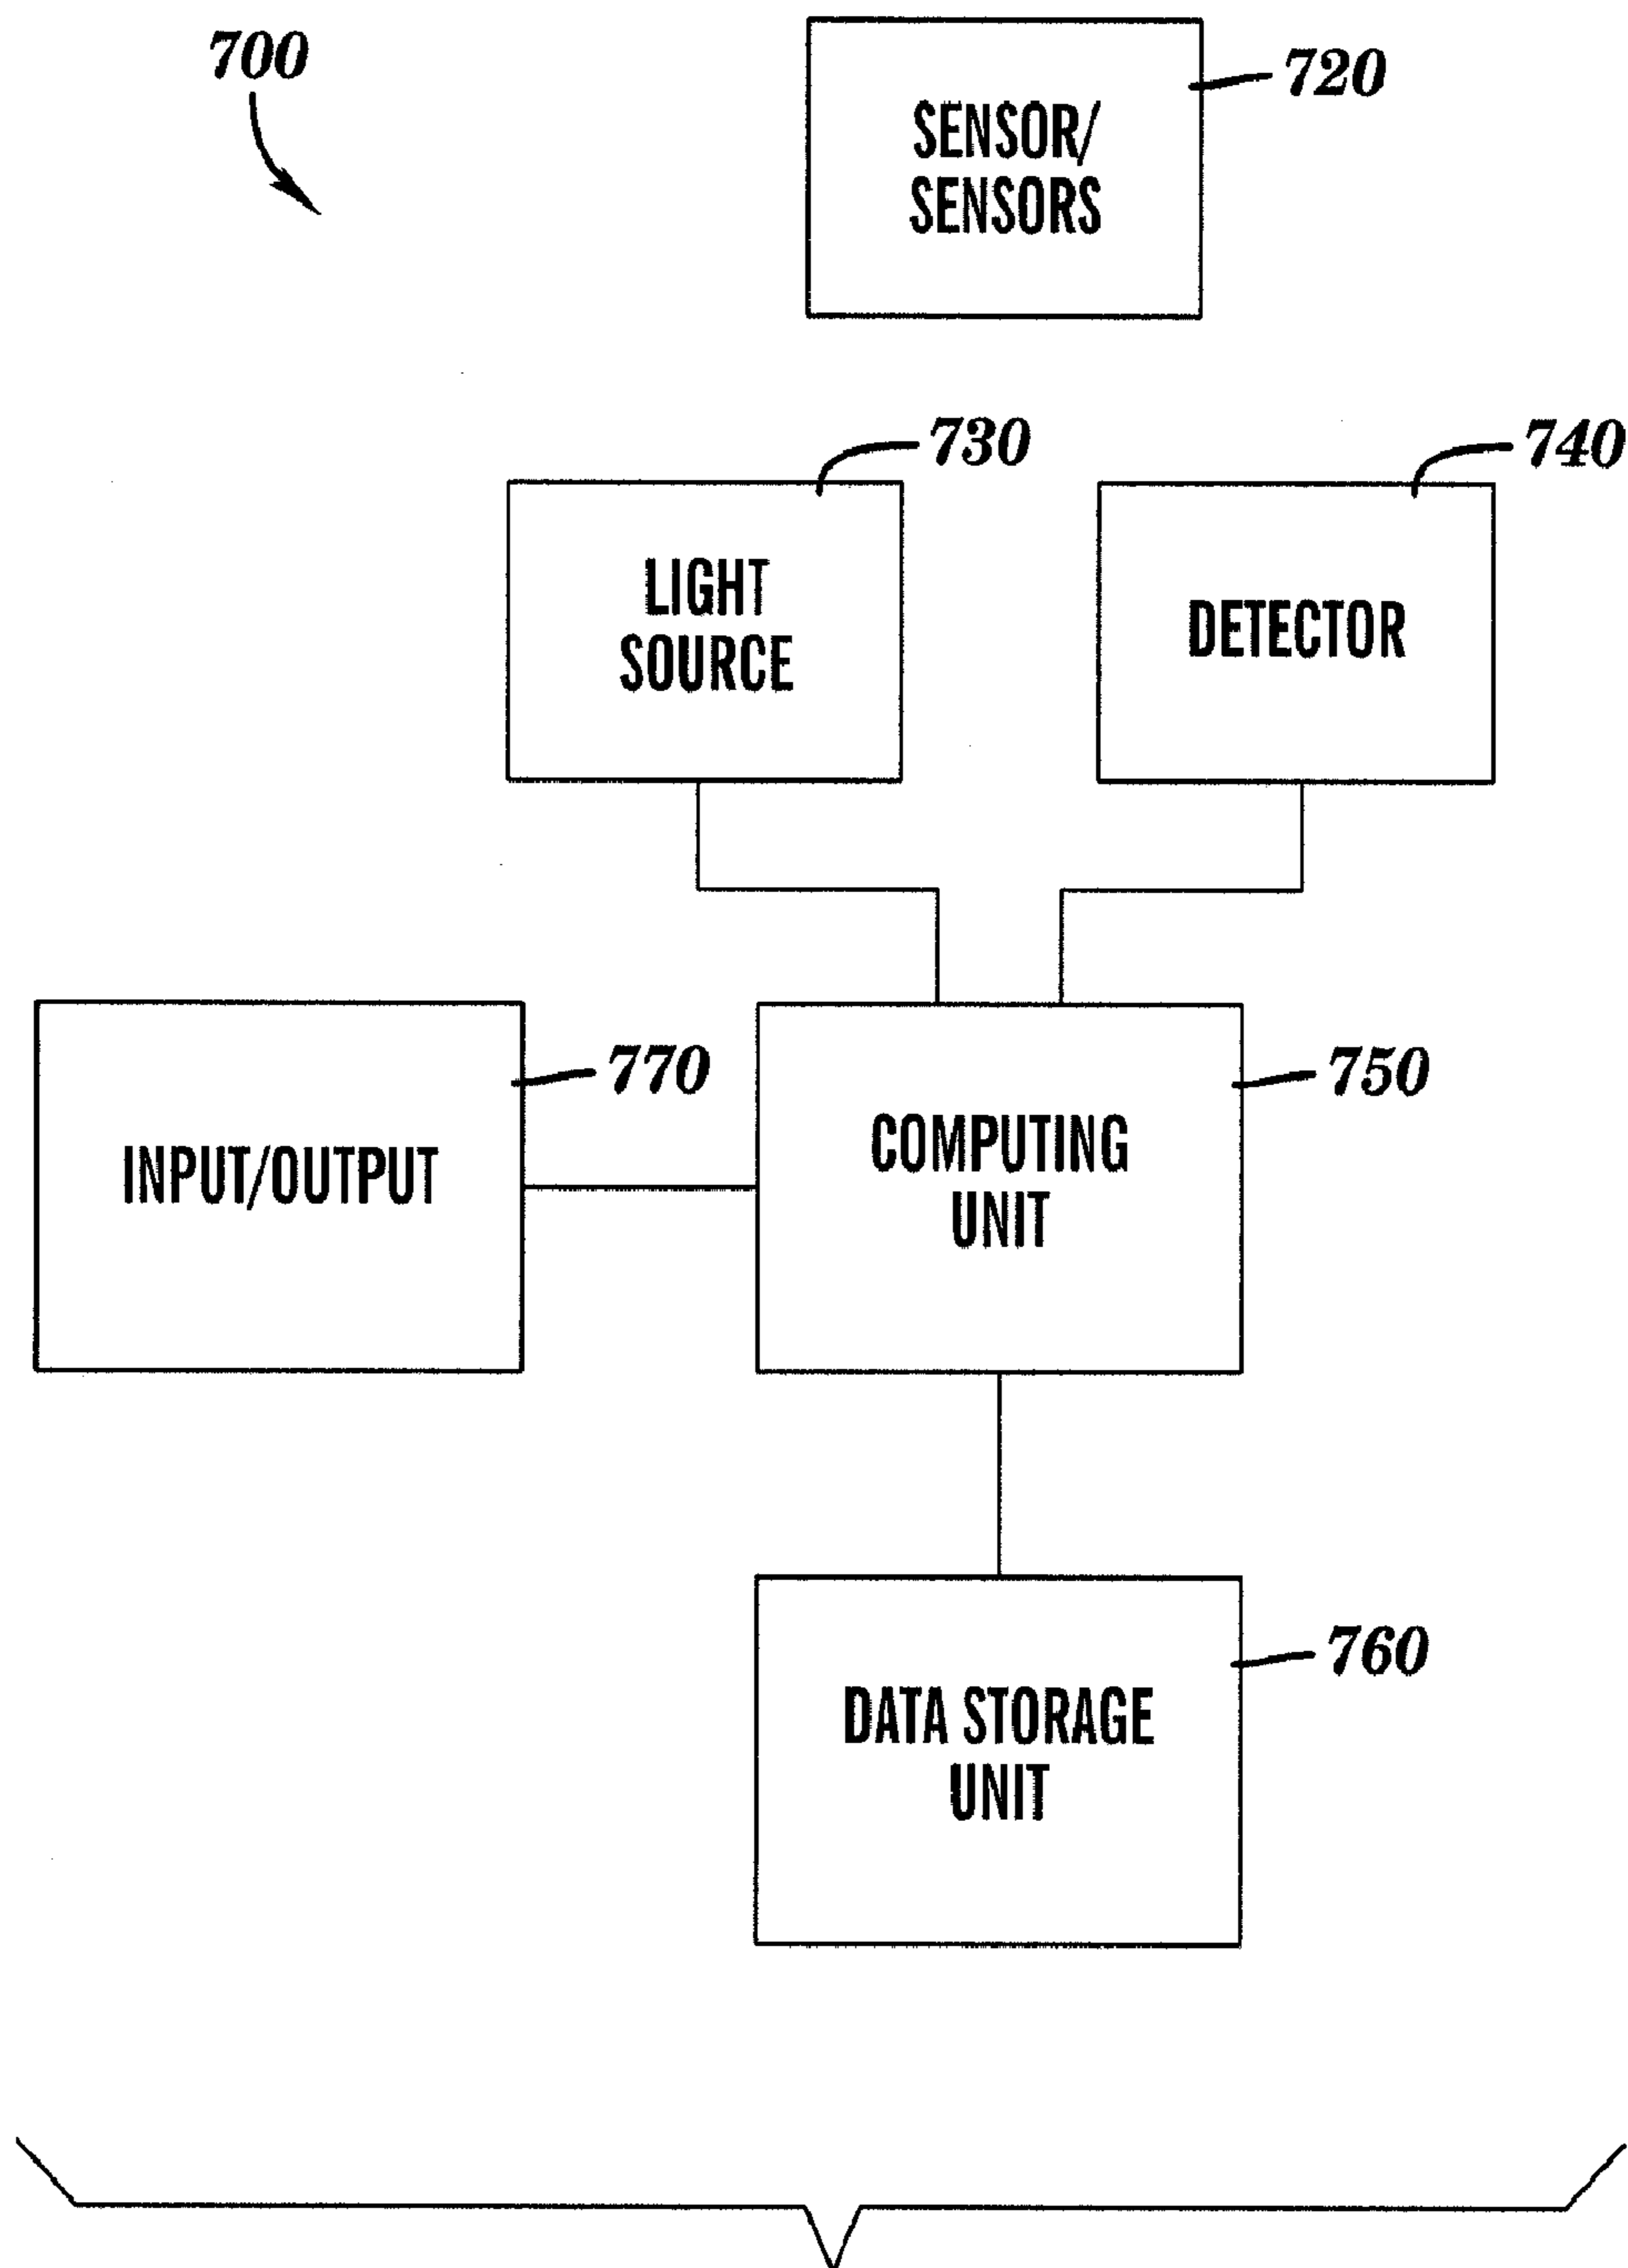 700
720
SENSOR/
SENSORS
730
740
LIGHT
SOURCE
DETECTOR
770
750
INPUT/OUTPUT
COMPUTING
UNIT
760
DATA STORAGE
UNIT